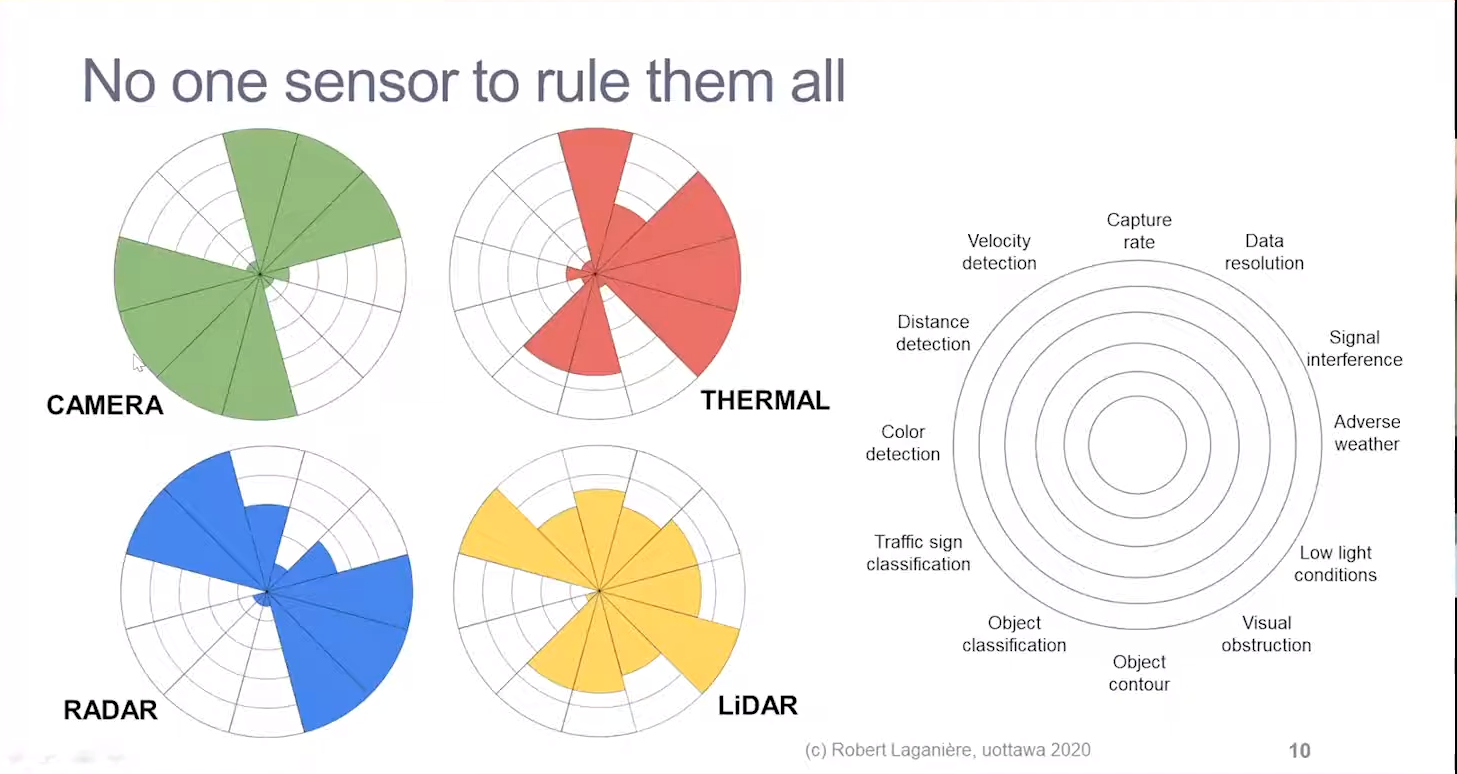 No one sensor to rule them all
CAMERA
THERMAL
RADAR
LiDAR
Capture
rate
Data
resolution
Signal
interference
Adverse
weather
Low light
conditions
Visual
obstruction
Object
contour
Object
classification
Traffic sign
classification
Color
detection
Distance
detection
Velocity
detection
(c) Robert Laganière, uottawa 2020
10